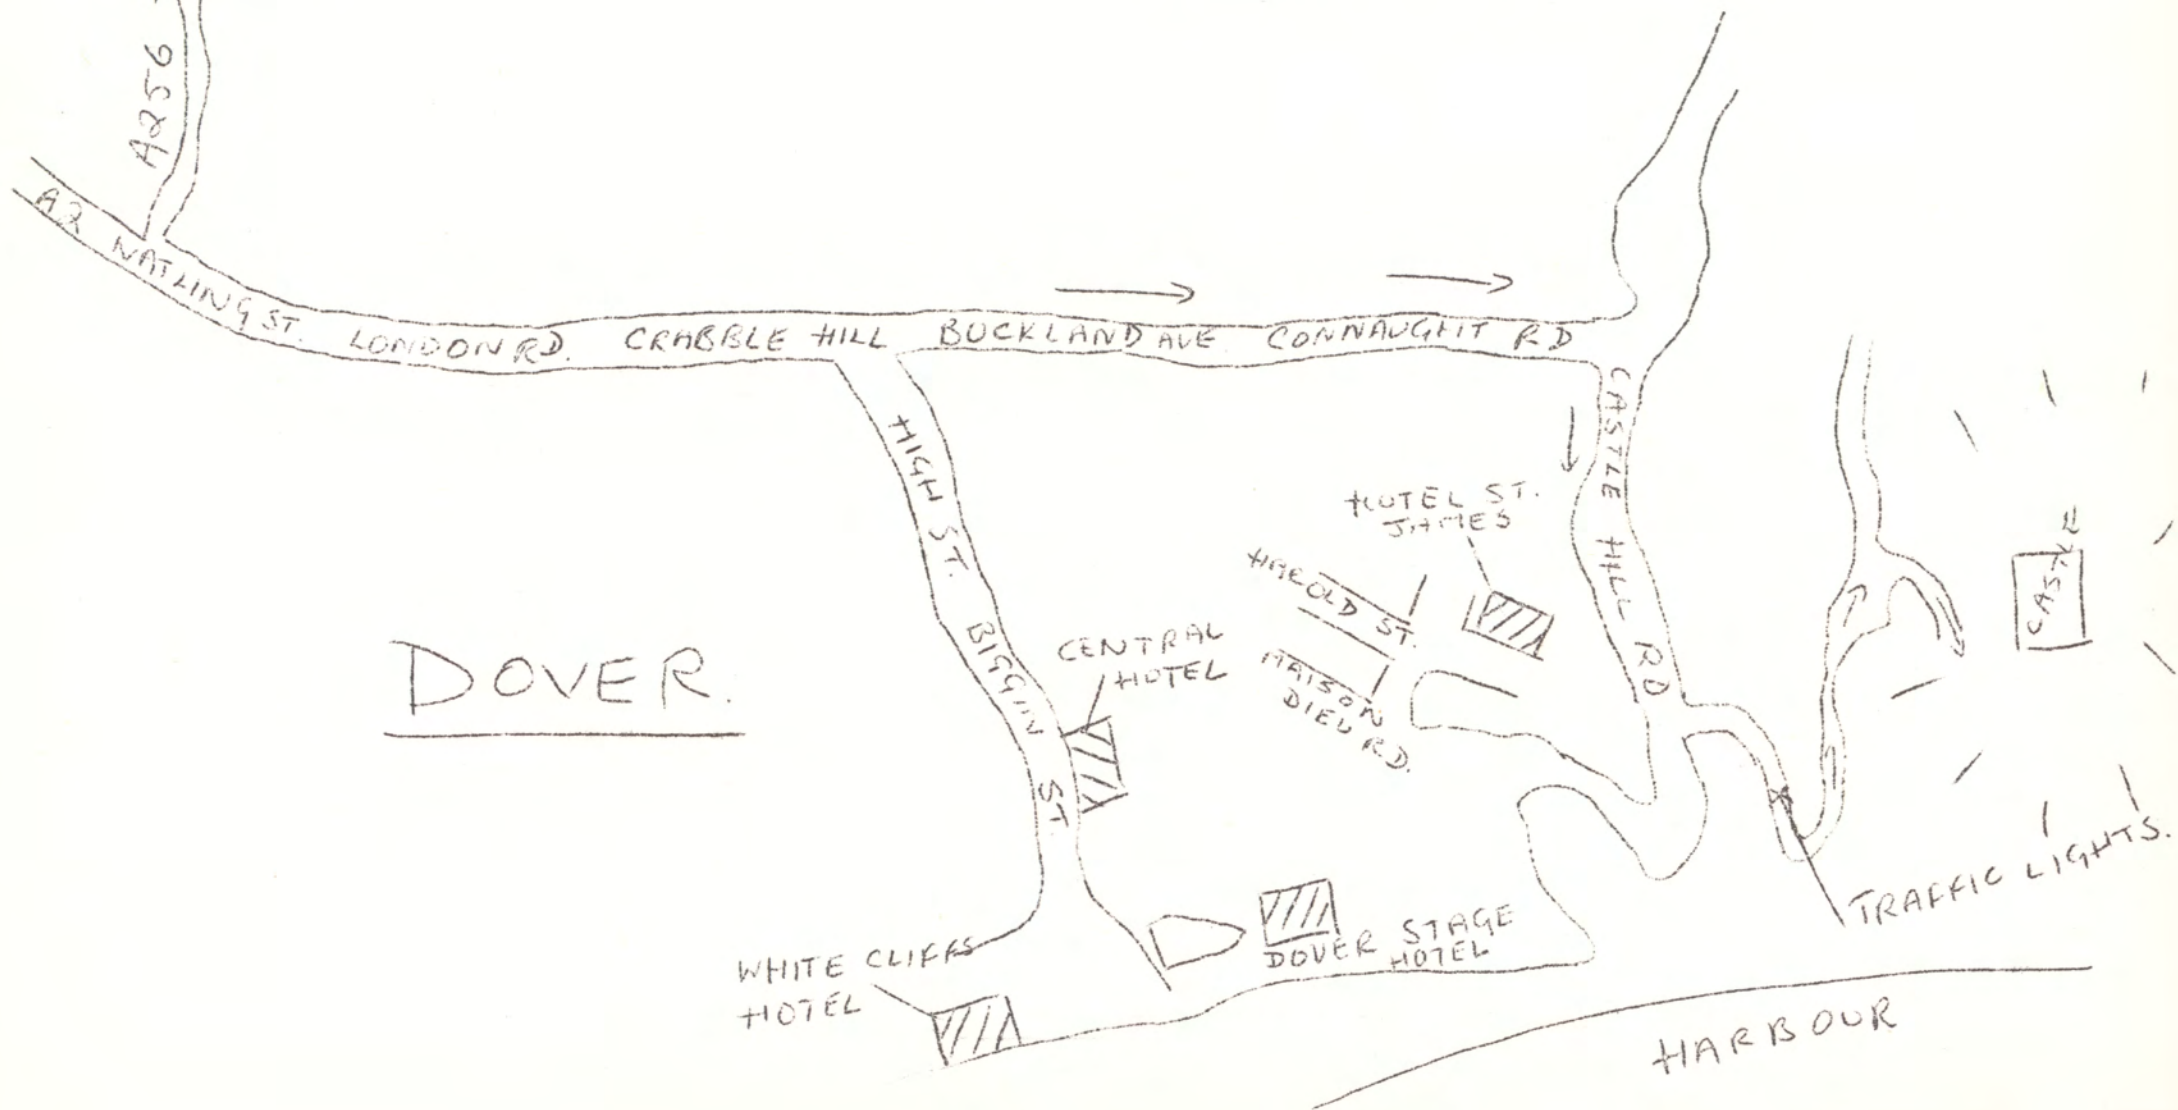 A256
A2 WATLING ST. LONDON RD. CRABBLE HILL BUCKLAND AVE CONNAUGHT RD
CASTLE HILL RD
HIGH ST. BIGGIN ST.
HOTEL ST.
JAMES
HAROLD ST.
MAISON
DIEU RD.
CASTLE
CENTRAL
HOTEL
DOVER.
TRAFFIC LIGHTS.
DOVER STAGE
HOTEL
WHITE CLIFFS
HOTEL
HARBOUR